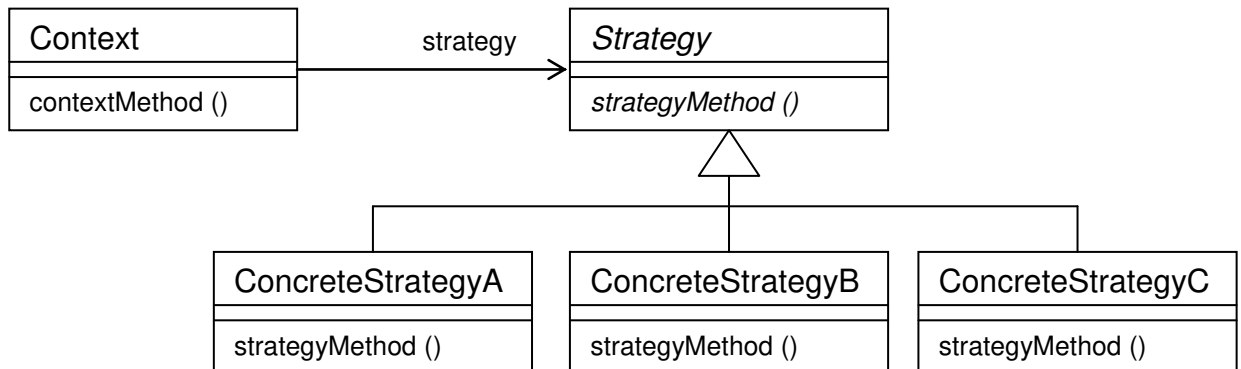 Context
strategy
Strategy
contextMethod ()
strategyMethod ()
ConcreteStrategyA
ConcreteStrategyB
ConcreteStrategyC
strategyMethod ()
strategyMethod ()
strategyMethod ()